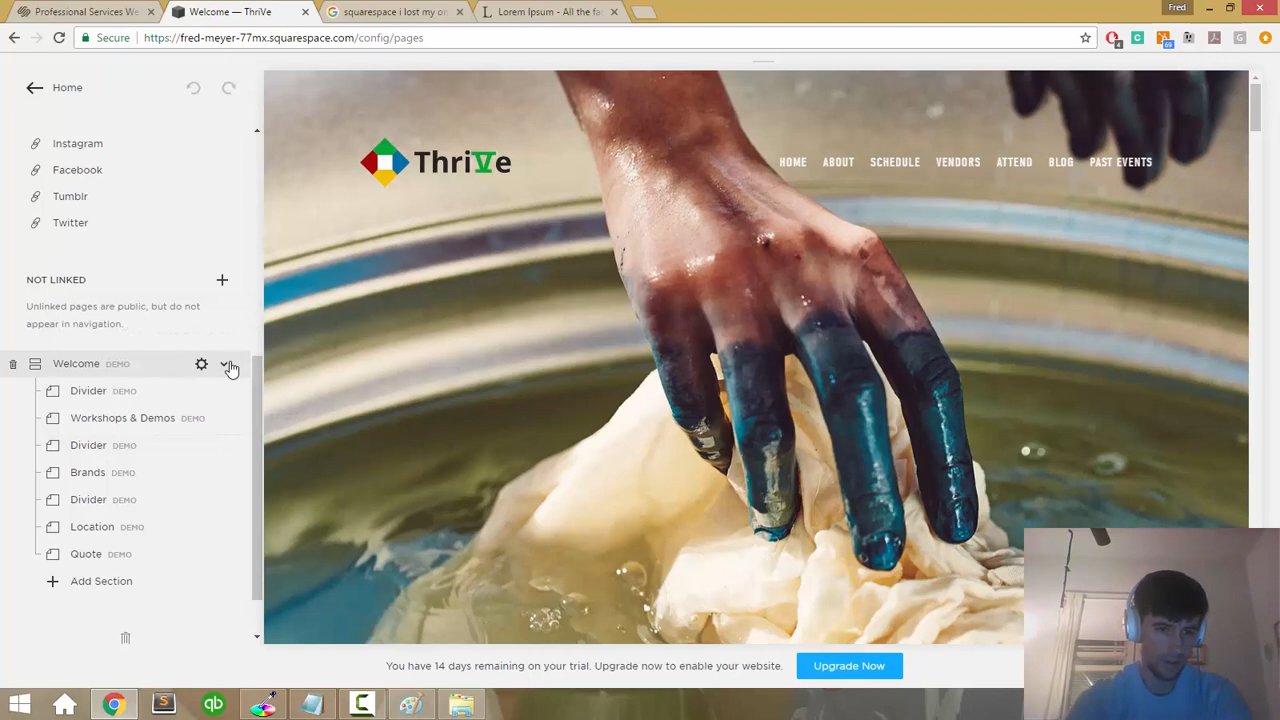 Professional Services We
Welcome — ThriVe
squarespace i lost my or
Lorem Ipsum - All the fa
Fred
Secure
https://fred-meyer-77mx.squarespace.com/config/pages
4
69
Home
Instagram
Facebook
Tumblr
Twitter
NOT LINKED
Unlinked pages are public, but do not
appear in navigation.
Welcome DEMO
Divider DEMO
Workshops & Demos DEMO
Divider DEMO
Brands DEMO
Divider DEMO
Location DEMO
Quote DEMO
Add Section
ThriVe
HOME ABOUT SCHEDULE VENDORS ATTEND BLOG PAST EVENTS
You have 14 days remaining on your trial. Upgrade now to enable your website.
Upgrade Now